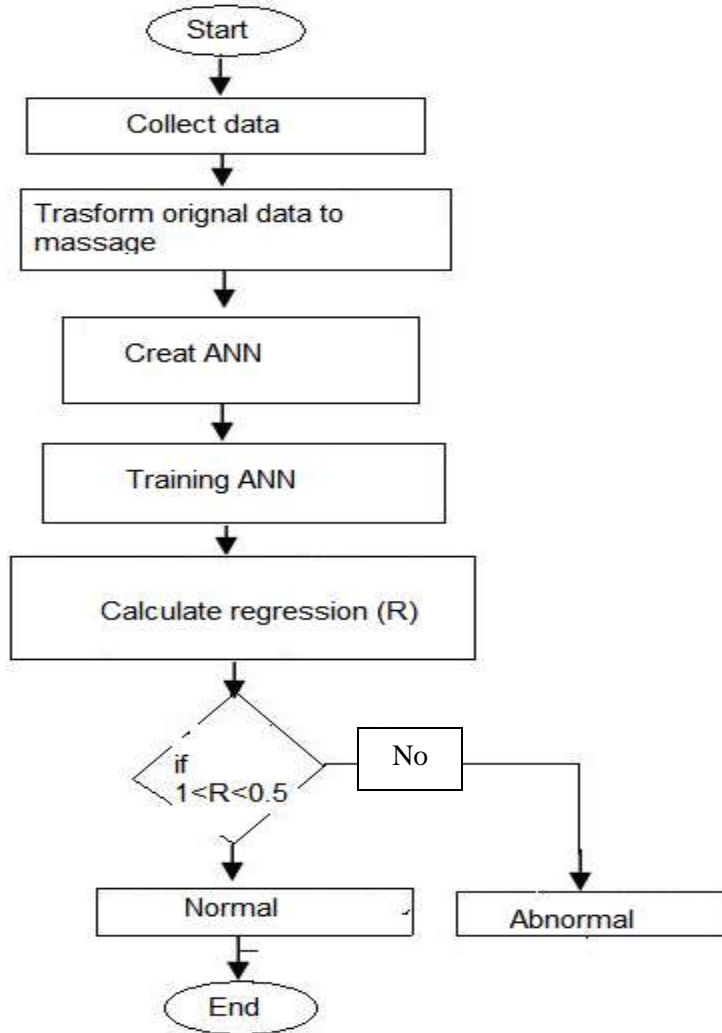 Start
Collect data
Trasform orignal data to
massage
Creat ANN
Training ANN
Calculate regression (R)
if
1<R<0.5
No
Normal
Abnormal
End